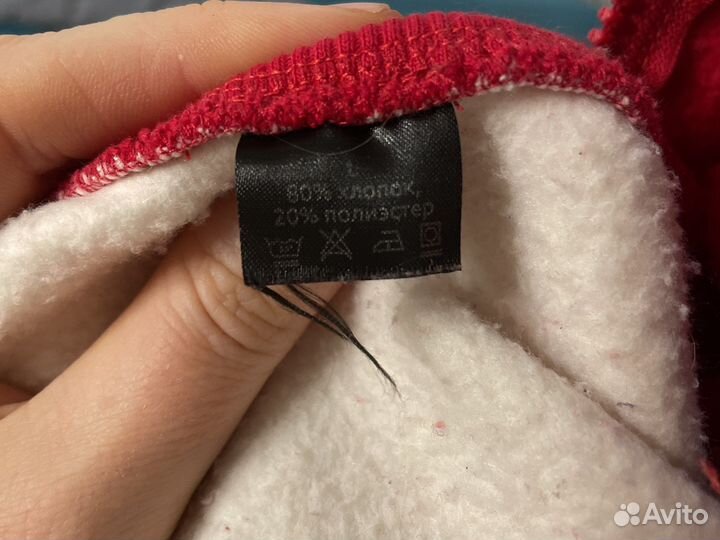 L
80% хлопок,
20% полиэстер
Avito